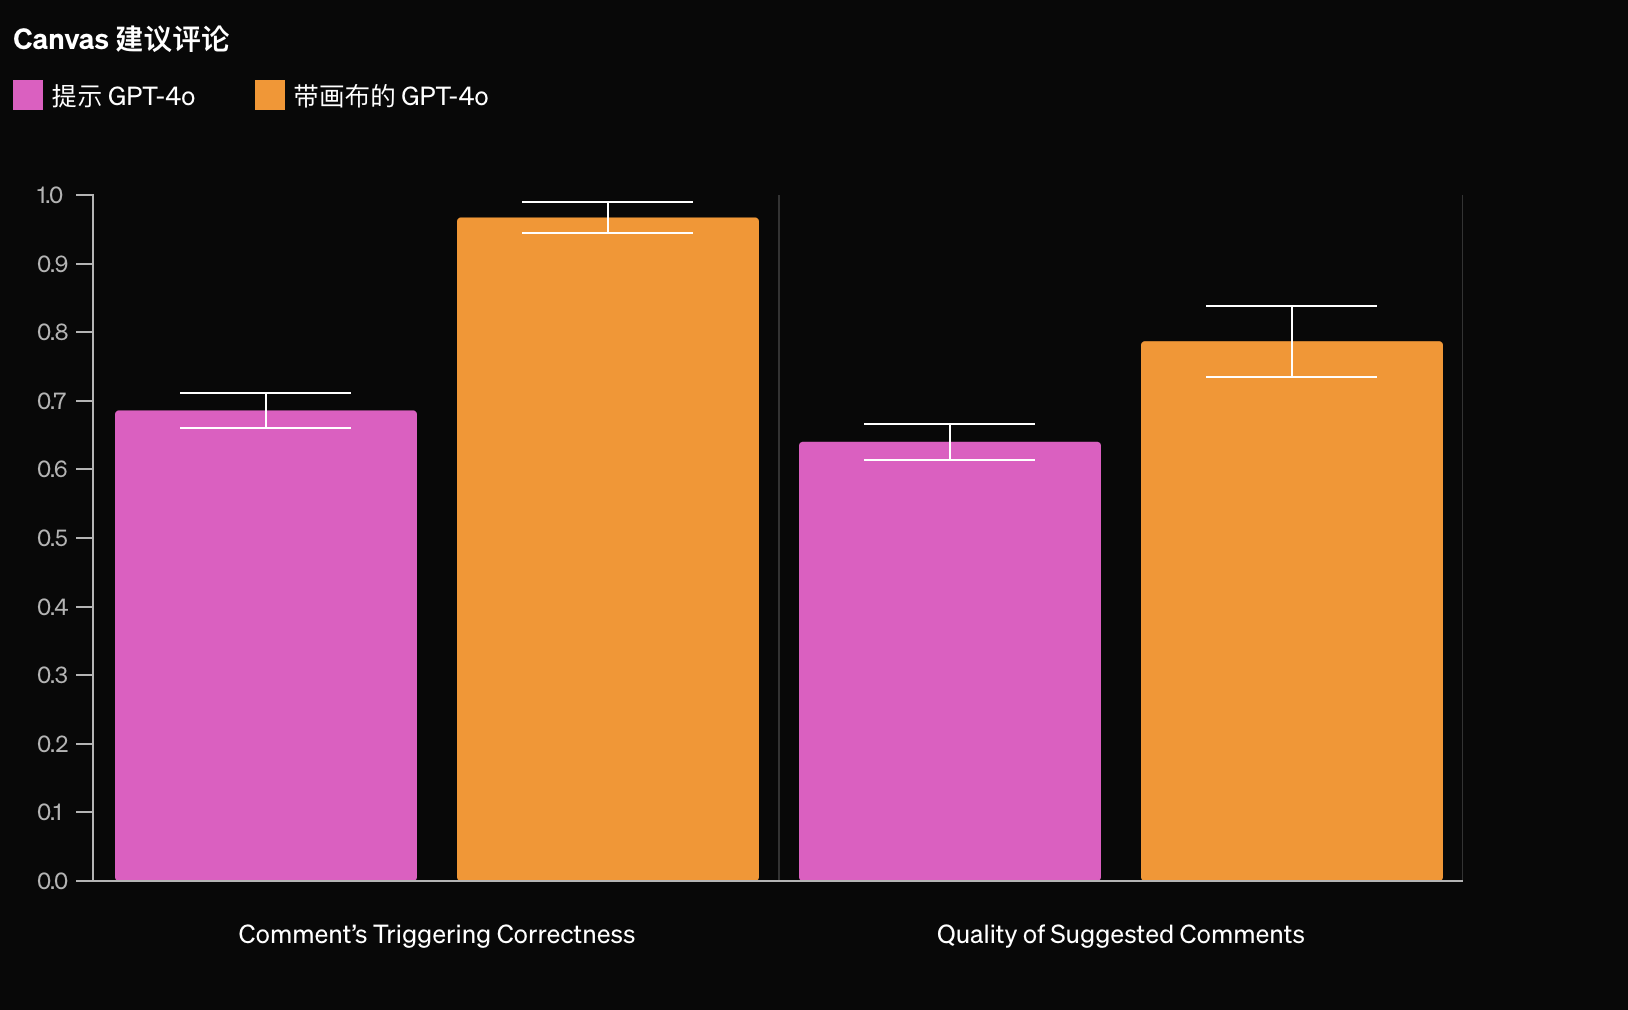 Canvas 建议评论
提示 GPT-4o
带画布的 GPT-4o
1.0
0.9
0.8
0.7
0.6
0.5
0.4
0.3
0.2
0.1
0.0
Comment’s Triggering Correctness
Quality of Suggested Comments